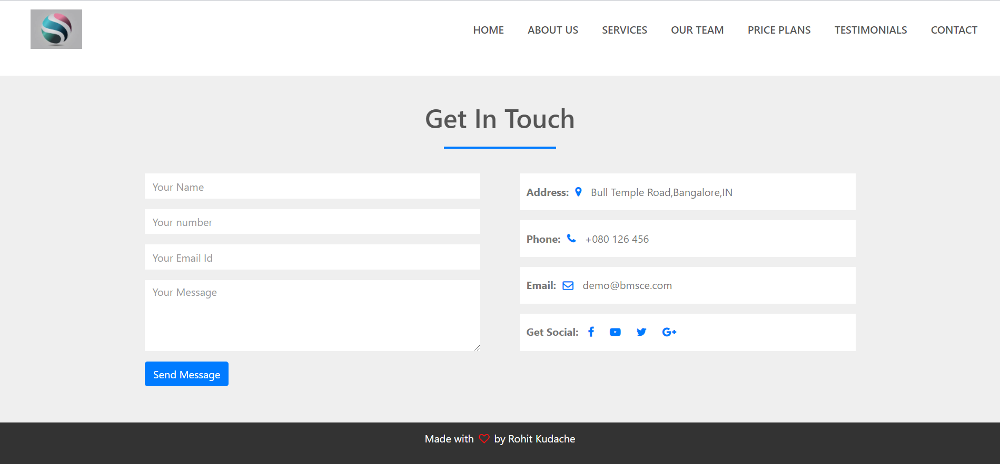 HOME ABOUT US SERVICES OUR TEAM PRICE PLANS TESTIMONIALS CONTACT
Get In Touch
Your Name
Your number
Your Email Id
Your Message
Send Message
Address: Bull Temple Road,Bangalore,IN
Phone: +080 126 456
Email: demo@bmsce.com
Get Social:
Made with by Rohit Kudache